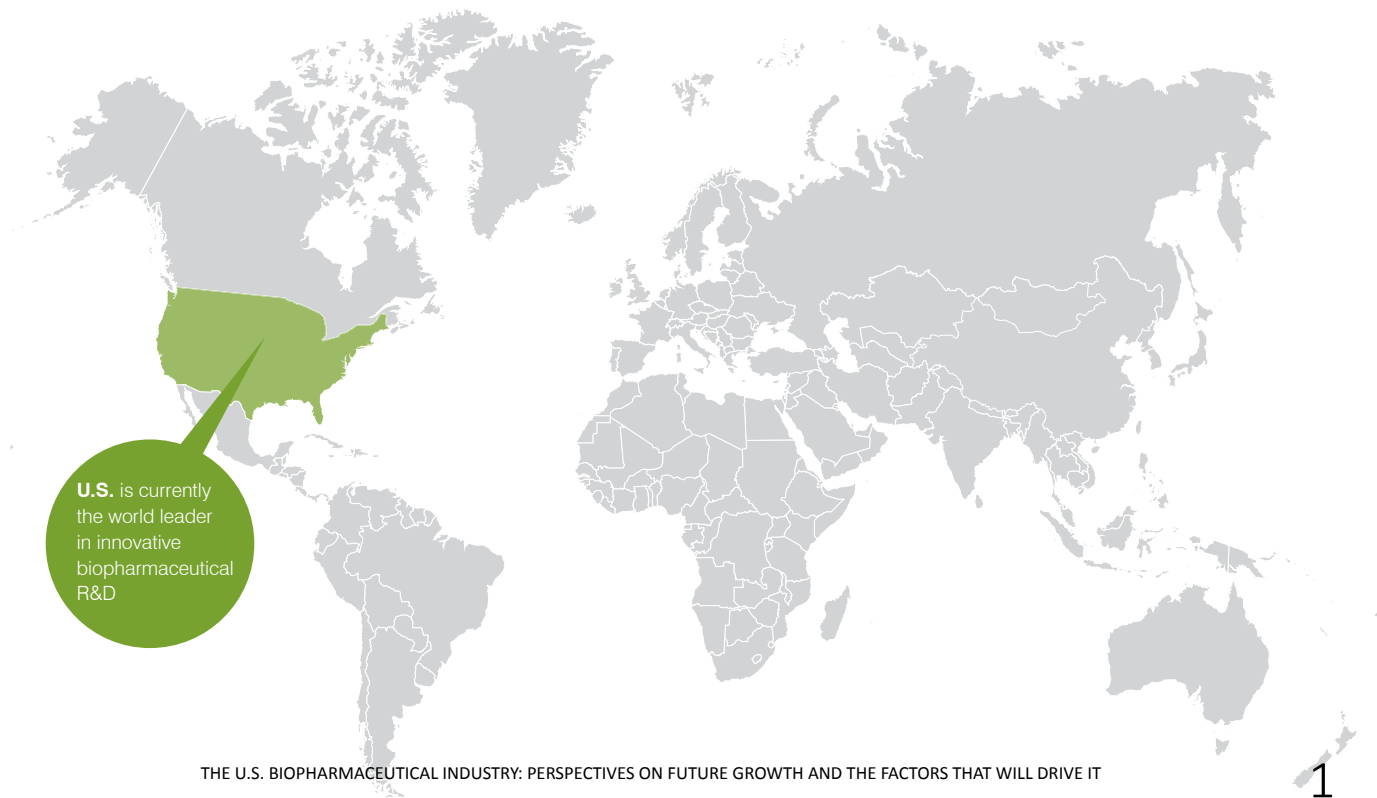 U.S. is currently
the world leader
in innovative
biopharmaceutical
R&D
THE U.S. BIOPHARMACEUTICAL INDUSTRY: PERSPECTIVES ON FUTURE GROWTH AND THE FACTORS THAT WILL DRIVE IT
1